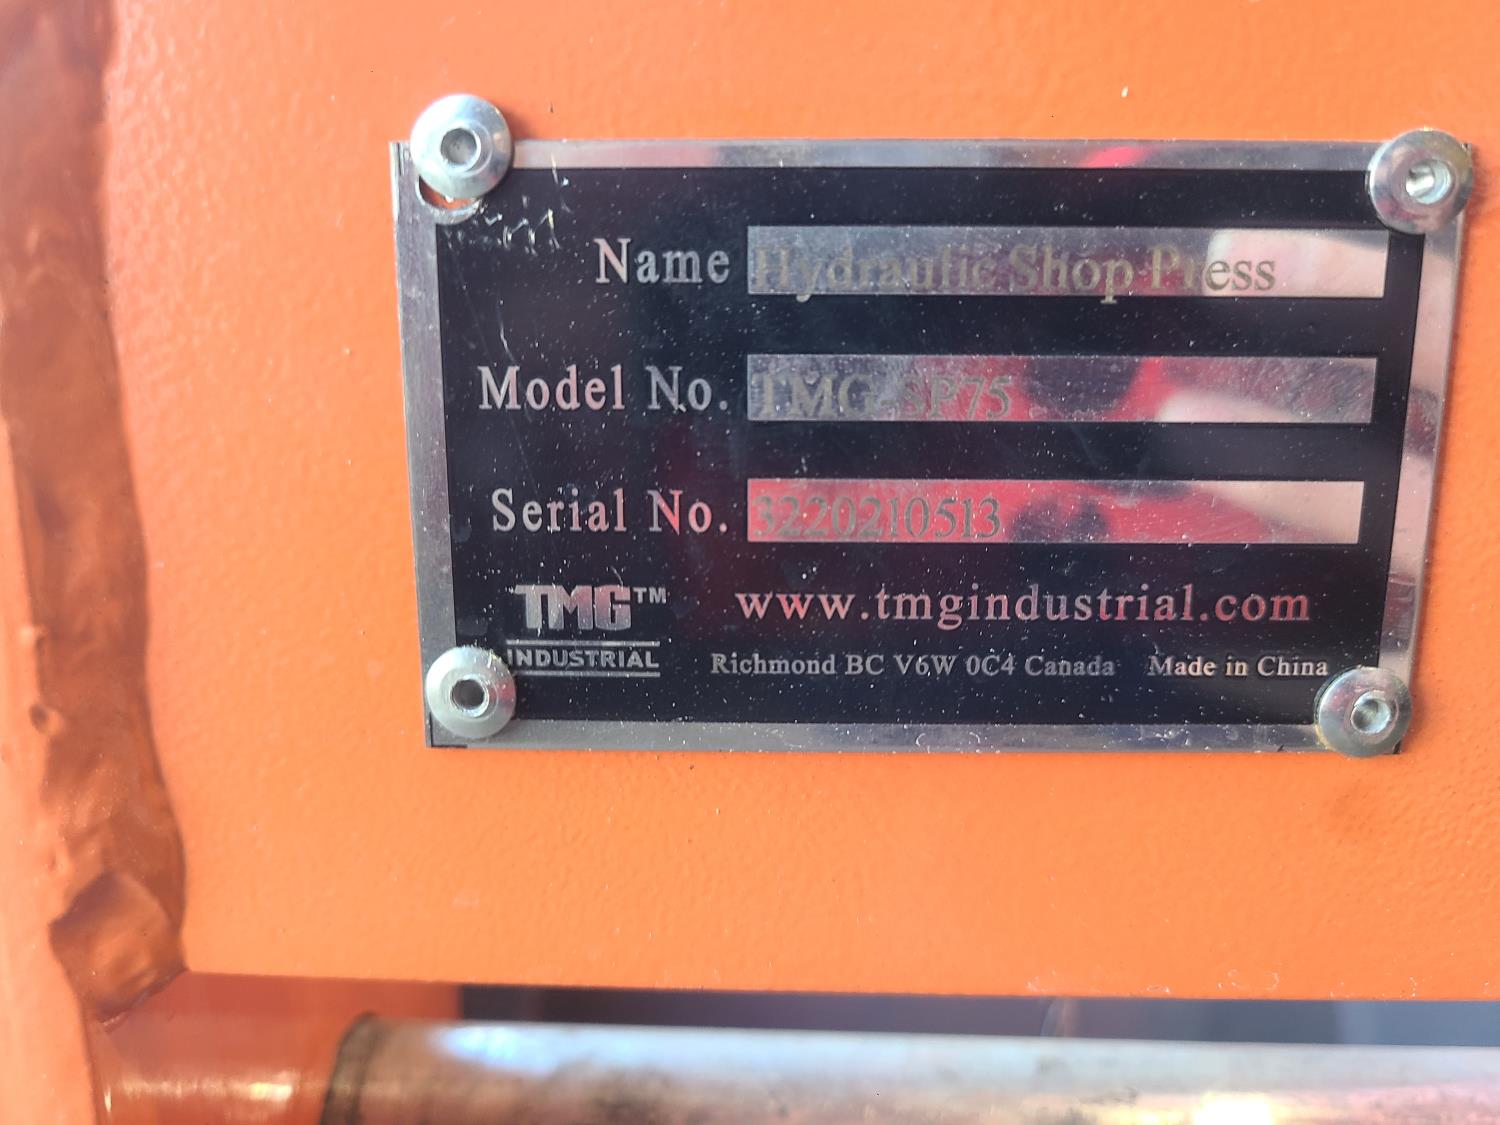 Name Hydraulic Shop Press
Model No. TMG-SP75
Serial No. 3220210513
TMG™
INDUSTRIAL
www.tmgindustrial.com
Richmond BC V6W 0C4 Canada Made in China